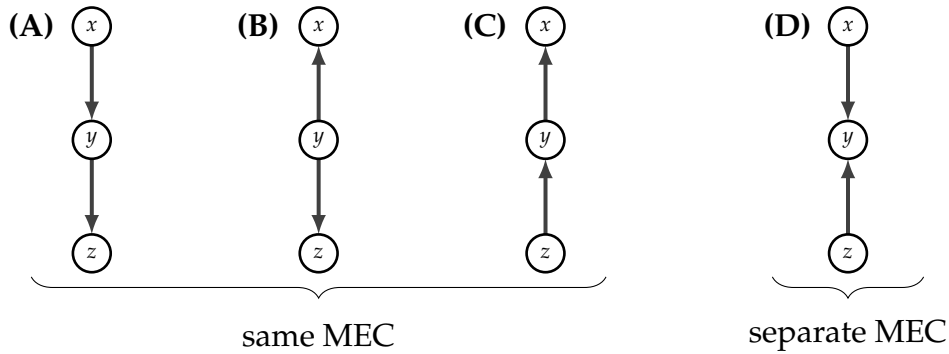 (A) x (B) x (C) x (D) x
y y y y
z z z z
same MEC separate MEC